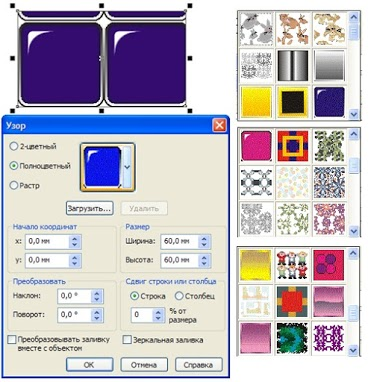 Узор
2-цветный
Полноцветный
Растр
Загрузить...
Удалить
Начало координат
x: 0,0 мм
y: 0,0 мм
Размер
Ширина: 60,0 мм
Высота: 60,0 мм
Преобразовать
Наклон: 0,0 °
Поворот: 0,0 °
Сдвиг строки или столбца
Строка Столбец
0 % от размера
Преобразовывать заливку вместе с объектом
Зеркальная заливка
ОК Отмена Справка